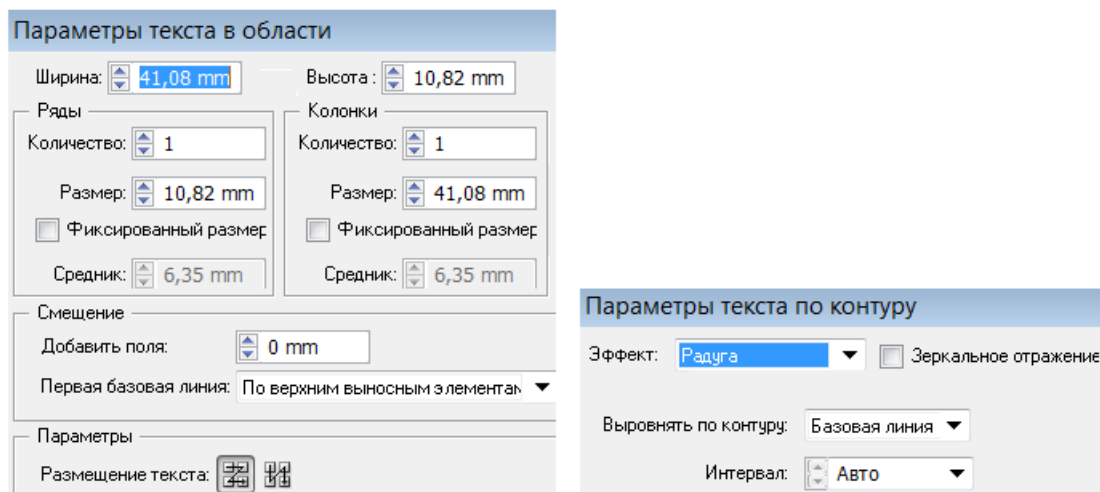 Параметры текста в области
Ширина: 41,08 mm Высота : 10,82 mm
Ряды Колонки
Количество: 1 Количество: 1
Размер: 10,82 mm Размер: 41,08 mm
Фиксированный размер Фиксированный размер
Средник: 6,35 mm Средник: 6,35 mm
Смещение
Добавить поля: 0 mm
Первая базовая линия: По верхним выносным элементам
Параметры
Размещение текста:
Параметры текста по контуру
Эффект: Радуга Зеркальное отражение
Выровнять по контуру: Базовая линия
Интервал: Авто